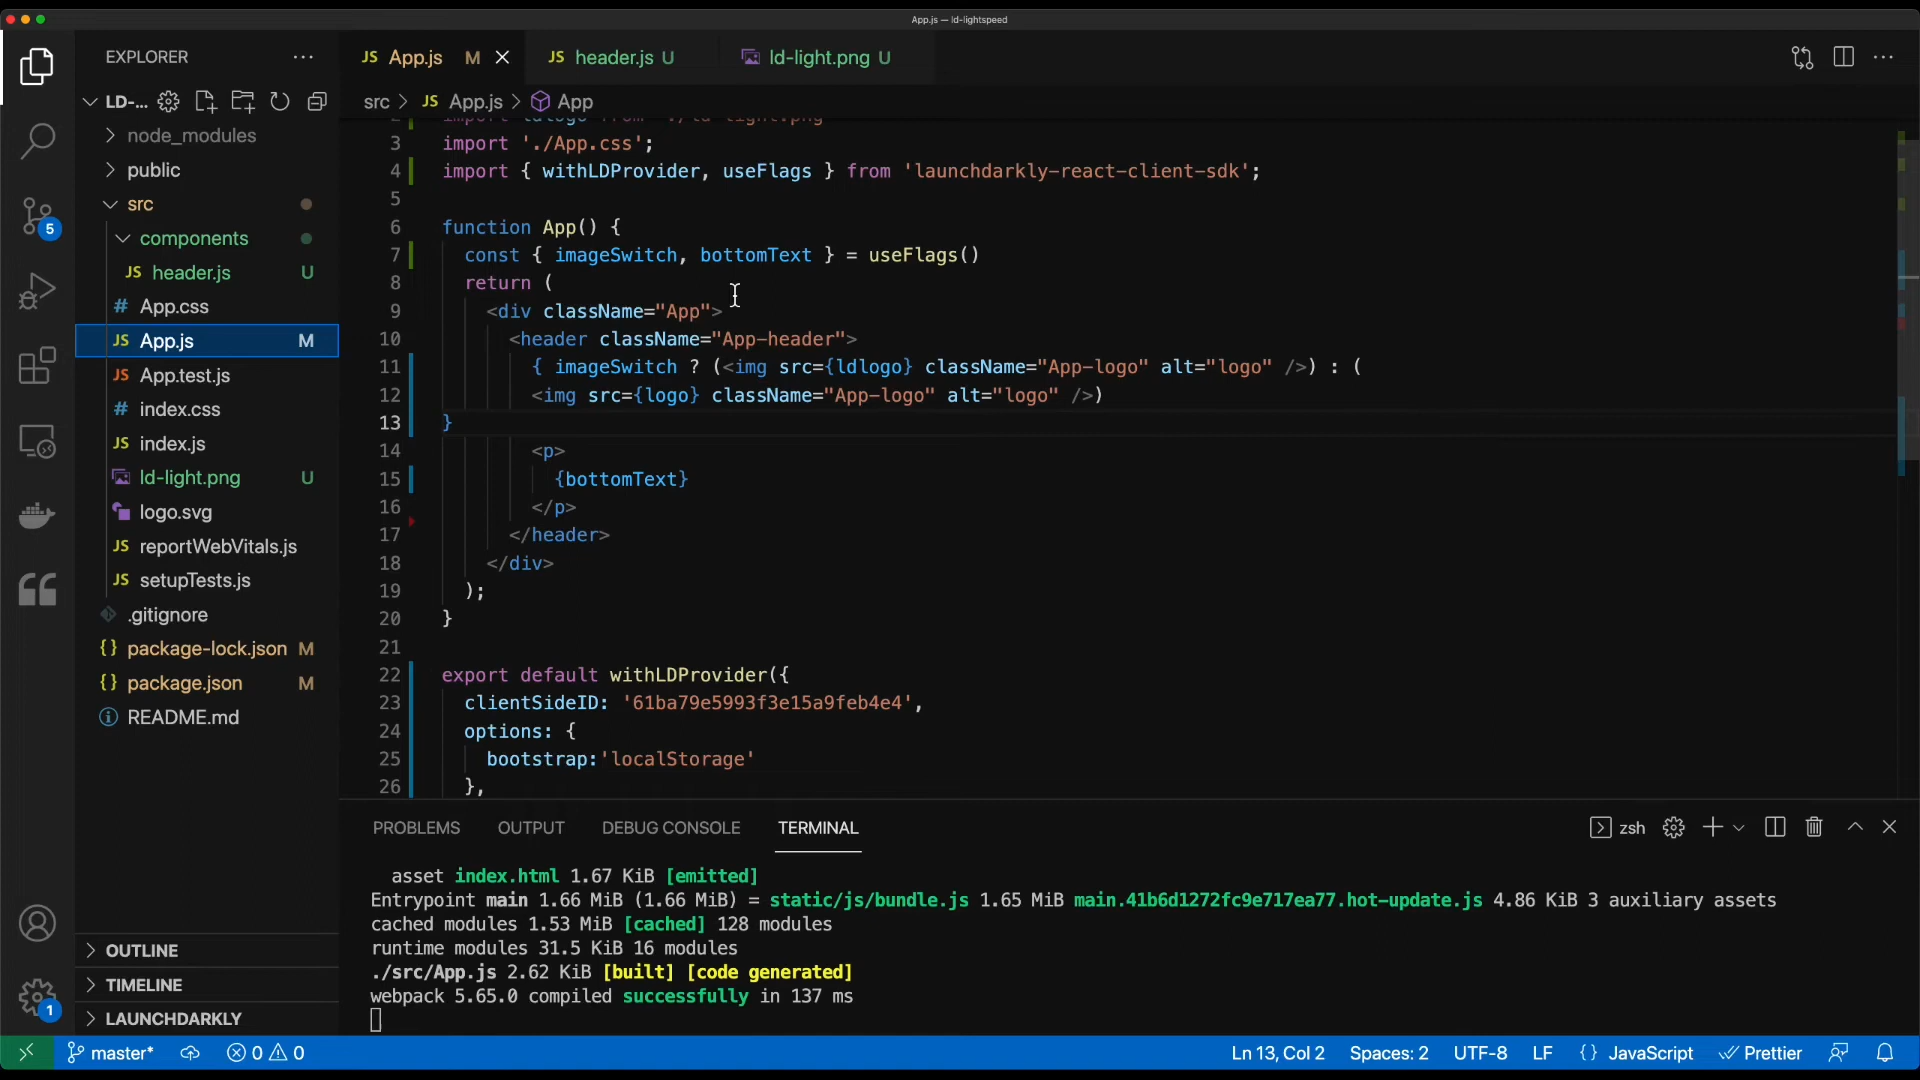 App.js — ld-lightspeed
EXPLORER
JS App.js M
JS header.js U
ld-light.png U
LD-...
src > JS App.js > App
node_modules
public
src
components
JS header.js U
# App.css
JS App.js M
JS App.test.js
# index.css
JS index.js
ld-light.png U
logo.svg
JS reportWebVitals.js
JS setupTests.js
.gitignore
{} package-lock.json M
{} package.json M
README.md
OUTLINE
TIMELINE
LAUNCHDARKLY
5
1
2 import ldlogo from './ld-light.png'
3 import './App.css';
4 import { withLDProvider, useFlags } from 'launchdarkly-react-client-sdk';
5
6 function App() {
7 const { imageSwitch, bottomText } = useFlags()
8 return (
9 <div className="App">
10 <header className="App-header">
11 { imageSwitch ? (<img src={ldlogo} className="App-logo" alt="logo" />) : (
12 <img src={logo} className="App-logo" alt="logo" />)
13 }
14 <p>
15 {bottomText}
16 </p>
17 </header>
18 </div>
19 );
20 }
21
22 export default withLDProvider({
23 clientSideID: '61ba79e5993f3e15a9feb4e4',
24 options: {
25 bootstrap:'localStorage'
26 },
PROBLEMS OUTPUT DEBUG CONSOLE TERMINAL
zsh
asset index.html 1.67 KiB [emitted]
Entrypoint main 1.66 MiB (1.66 MiB) = static/js/bundle.js 1.65 MiB main.41b6d1272fc9e717ea77.hot-update.js 4.86 KiB 3 auxiliary assets
cached modules 1.53 MiB [cached] 128 modules
runtime modules 31.5 KiB 16 modules
./src/App.js 2.62 KiB [built] [code generated]
webpack 5.65.0 compiled successfully in 137 ms
master* 0 0
Ln 13, Col 2 Spaces: 2 UTF-8 LF {} JavaScript Prettier